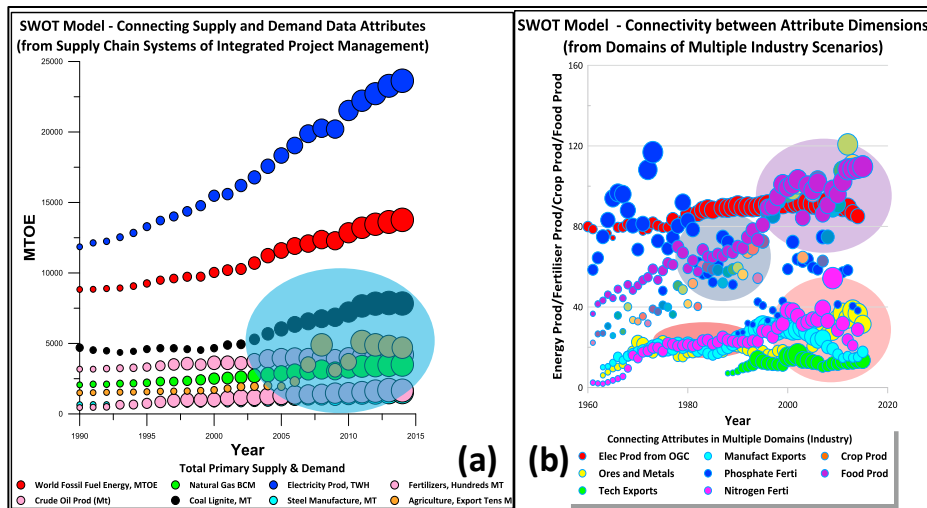 SWOT Model - Connecting Supply and Demand Data Attributes
(from Supply Chain Systems of Integrated Project Management)
MTOE
25000
20000
15000
10000
5000
0
1990
1995
2000
2005
2010
2015
Year
(a)
Total Primary Supply & Demand
World Fossil Fuel Energy, MTOE
Natural Gas BCM
Electricity Prod, TWH
Fertilizers, Hundreds MT
Crude Oil Prod (Mt)
Coal Lignite, MT
Steel Manufacture, MT
Agriculture, Export Tens M
SWOT Model - Connectivity between Attribute Dimensions
(from Domains of Multiple Industry Scenarios)
Energy Prod/Fertiliser Prod/Crop Prod/Food Prod
160
120
80
40
0
1960
1980
2000
2020
Year
(b)
Connecting Attributes in Multiple Domains (Industry)
Elec Prod from OGC
Manufact Exports
Crop Prod
Ores and Metals
Phosphate Ferti
Food Prod
Tech Exports
Nitrogen Ferti